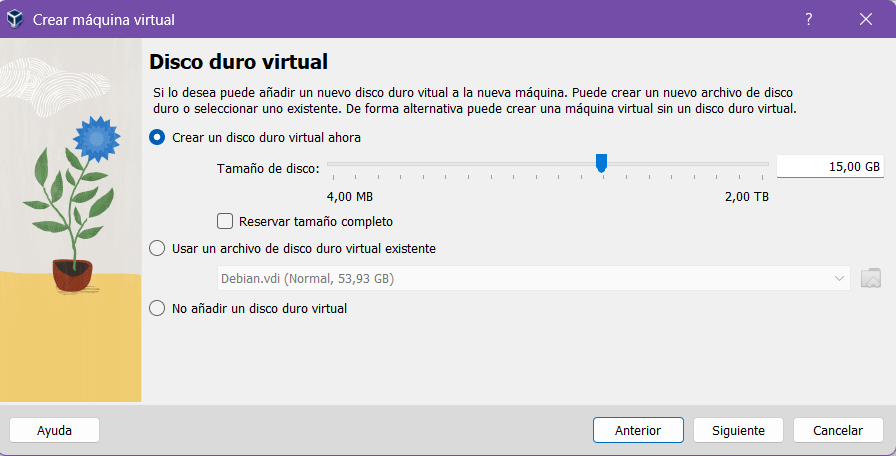 Crear máquina virtual
?
Disco duro virtual
Si lo desea puede añadir un nuevo disco duro vitual a la nueva máquina. Puede crear un nuevo archivo de disco
duro o seleccionar uno existente. De forma alternativa puede crear una máquina virtual sin un disco duro virtual.
Crear un disco duro virtual ahora
Tamaño de disco:
15,00 GB
4,00 MB
2,00 TB
Reservar tamaño completo
Usar un archivo de disco duro virtual existente
Debian.vdi (Normal, 53,93 GB)
No añadir un disco duro virtual
Ayuda
Anterior
Siguiente
Cancelar